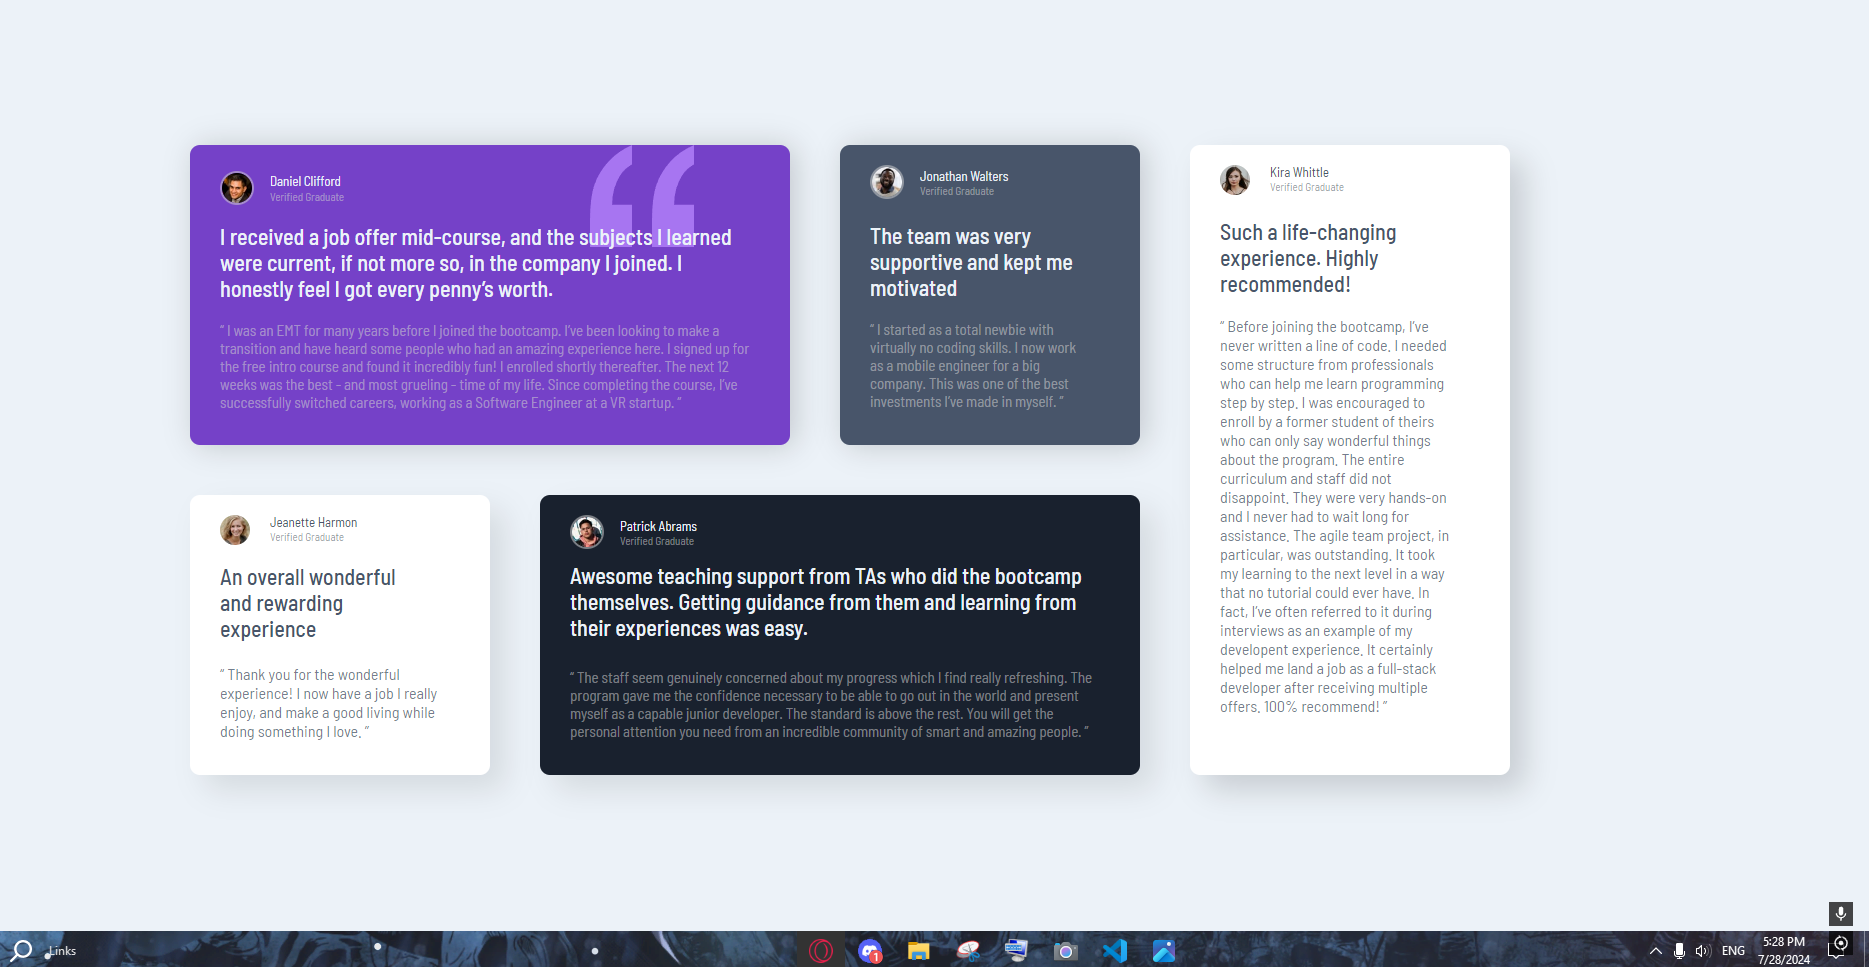 Daniel Clifford
Verified Graduate
I received a job offer mid-course, and the subjects I learned
were current, if not more so, in the company I joined. I
honestly feel I got every penny’s worth.
“ I was an EMT for many years before I joined the bootcamp. I’ve been looking to make a
transition and have heard some people who had an amazing experience here. I signed up for
the free intro course and found it incredibly fun! I enrolled shortly thereafter. The next 12
weeks was the best - and most grueling - time of my life. Since completing the course, I’ve
successfully switched careers, working as a Software Engineer at a VR startup. “
Jonathan Walters
Verified Graduate
The team was very
supportive and kept me
motivated
“ I started as a total newbie with
virtually no coding skills. I now work
as a mobile engineer for a big
company. This was one of the best
investments I’ve made in myself. ”
Kira Whittle
Verified Graduate
Such a life-changing
experience. Highly
recommended!
“ Before joining the bootcamp, I’ve
never written a line of code. I needed
some structure from professionals
who can help me learn programming
step by step. I was encouraged to
enroll by a former student of theirs
who can only say wonderful things
about the program. The entire
curriculum and staff did not
disappoint. They were very hands-on
and I never had to wait long for
assistance. The agile team project, in
particular, was outstanding. It took
my learning to the next level in a way
that no tutorial could ever have. In
fact, I’ve often referred to it during
interviews as an example of my
developent experience. It certainly
helped me land a job as a full-stack
developer after receiving multiple
offers. 100% recommend! ”
Jeanette Harmon
Verified Graduate
An overall wonderful
and rewarding
experience
“ Thank you for the wonderful
experience! I now have a job I really
enjoy, and make a good living while
doing something I love. ”
Patrick Abrams
Verified Graduate
Awesome teaching support from TAs who did the bootcamp
themselves. Getting guidance from them and learning from
their experiences was easy.
“ The staff seem genuinely concerned about my progress which I find really refreshing. The
program gave me the confidence necessary to be able to go out in the world and present
myself as a capable junior developer. The standard is above the rest. You will get the
personal attention you need from an incredible community of smart and amazing people. ”
Links
1
ENG
5:28 PM
7/28/2024